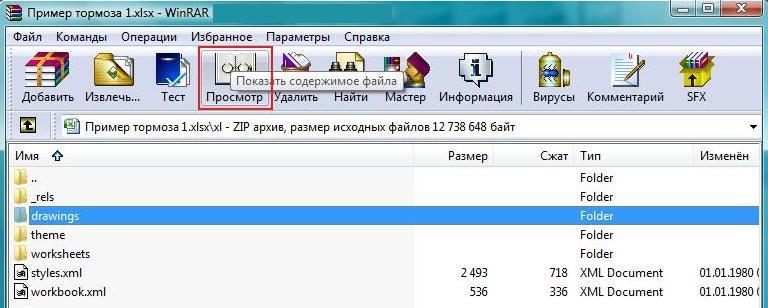 Пример тормоза 1.xlsx - WinRAR
Файл Команды Операции Избранное Параметры Справка
Показать содержимое файла
Добавить Извлечь... Тест Просмотр Удалить Найти Мастер Информация Вирусы Комментарий SFX
Пример тормоза 1.xlsx\xl - ZIP архив, размер исходных файлов 12 738 648 байт
Имя Размер Сжат Тип Изменён
.. Folder
_rels Folder
drawings Folder
theme Folder
worksheets Folder
styles.xml 2 493 718 XML Document 01.01.1980 0
workbook.xml 536 336 XML Document 01.01.1980 0